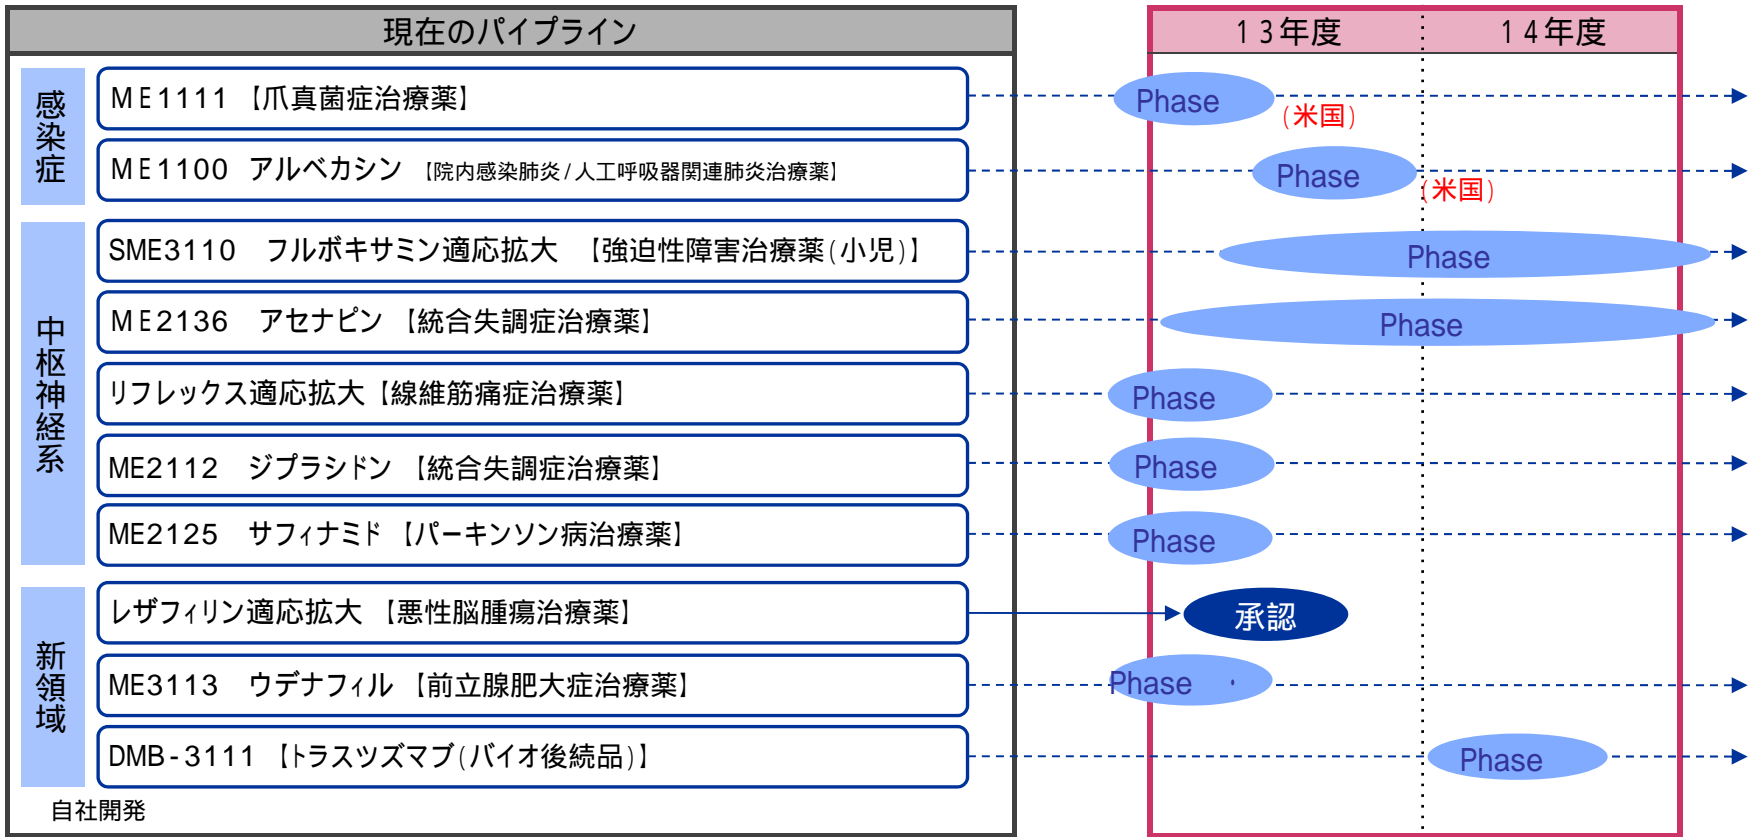 現在のパイプライン
13年度
14年度
感染症
ME1111 【爪真菌症治療薬】
Phase
(米国)
ME1100 アルベカシン 【院内感染肺炎/人工呼吸器関連肺炎治療薬】
Phase
(米国)
中枢神経系
SME3110 フルボキサミン適応拡大 【強迫性障害治療薬(小児)】
Phase
ME2136 アセナピン 【統合失調症治療薬】
Phase
リフレックス適応拡大【線維筋痛症治療薬】
Phase
ME2112 ジプラシドン 【統合失調症治療薬】
Phase
ME2125 サフィナミド 【パーキンソン病治療薬】
Phase
新領域
レザフィリン適応拡大 【悪性脳腫瘍治療薬】
承認
ME3113 ウデナフィル 【前立腺肥大症治療薬】
Phase ・
DMB-3111 【トラスツズマブ(バイオ後続品)】
Phase
自社開発